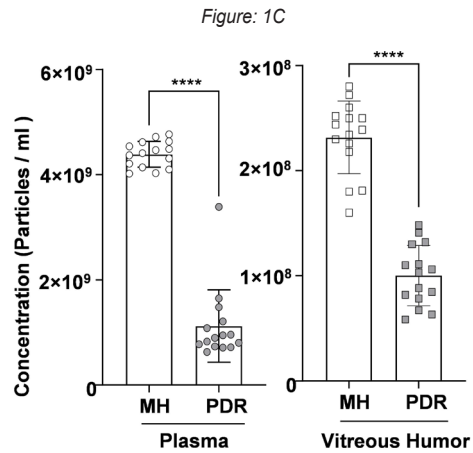 Figure: 1C
Concentration (Particles / ml)
6×10⁹
4×10⁹
2×10⁹
0
****
MH PDR
Plasma
3×10⁸
2×10⁸
1×10⁸
0
****
MH PDR
Vitreous Humor